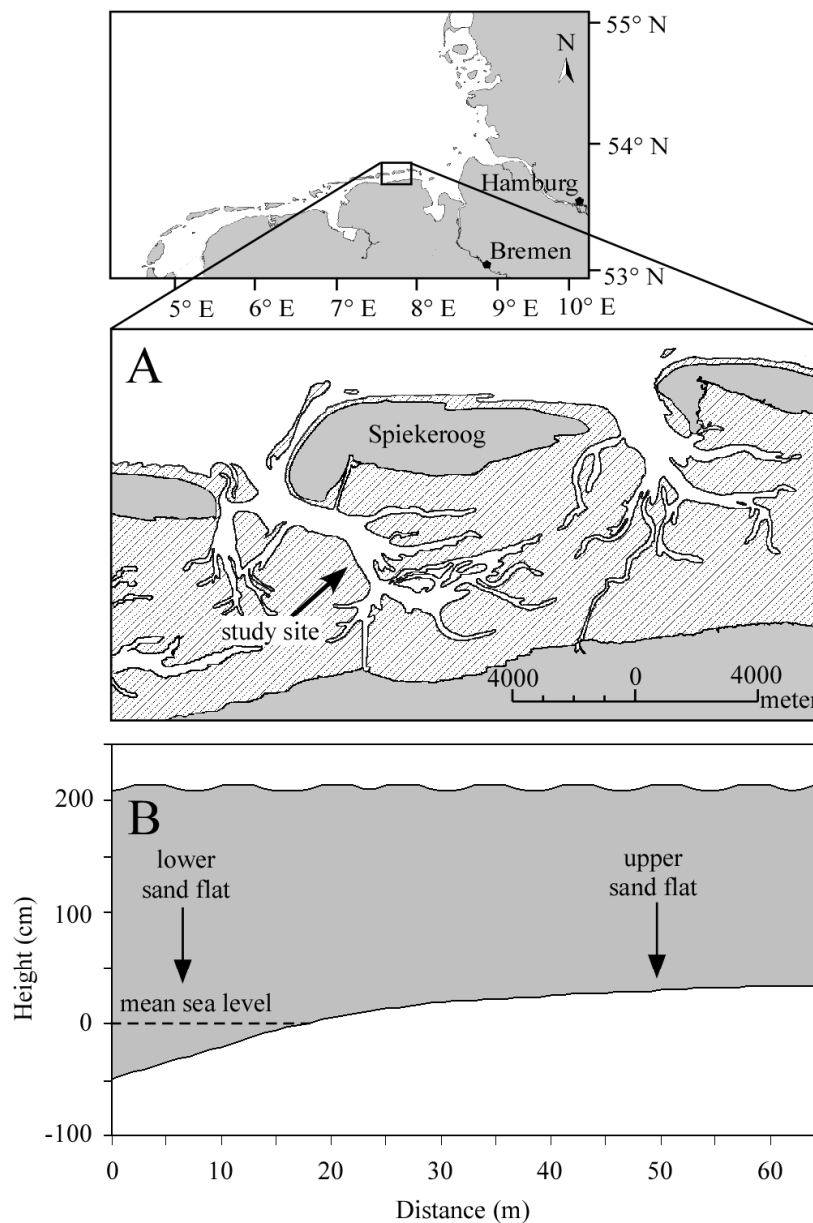 55° N
N
54° N
Hamburg
Bremen
53° N
5° E 6° E 7° E 8° E 9° E 10° E
A
Spiekeroog
study site
4000 0 4000
meter
B
200
lower
sand flat
upper
sand flat
100
Height (cm)
mean sea level
0
-100
0 10 20 30 40 50 60
Distance (m)